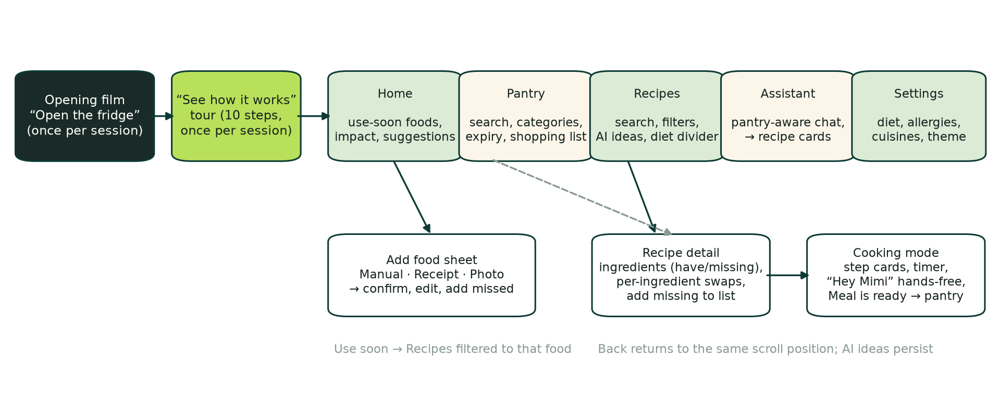 Opening film
“Open the fridge”
(once per session)
“See how it works”
tour (10 steps,
once per session)
Home
use-soon foods,
impact, suggestions
Pantry
search, categories,
expiry, shopping list
Recipes
search, filters,
AI ideas, diet divider
Assistant
pantry-aware chat,
→ recipe cards
Settings
diet, allergies,
cuisines, theme
Add food sheet
Manual · Receipt · Photo
→ confirm, edit, add missed
Recipe detail
ingredients (have/missing),
per-ingredient swaps,
add missing to list
Cooking mode
step cards, timer,
“Hey Mimi” hands-free,
Meal is ready → pantry
Use soon → Recipes filtered to that food
Back returns to the same scroll position; AI ideas persist